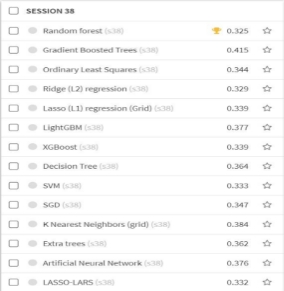 SESSION 38
Random forest (s38) 0.325
Gradient Boosted Trees (s38) 0.415
Ordinary Least Squares (s38) 0.344
Ridge (L2) regression (s38) 0.329
Lasso (L1) regression (Grid) (s38) 0.339
LightGBM (s38) 0.377
XGBoost (s38) 0.339
Decision Tree (s38) 0.364
SVM (s38) 0.333
SGD (s38) 0.347
K Nearest Neighbors (grid) (s38) 0.384
Extra trees (s38) 0.362
Artificial Neural Network (s38) 0.376
LASSO-LARS (s38) 0.332